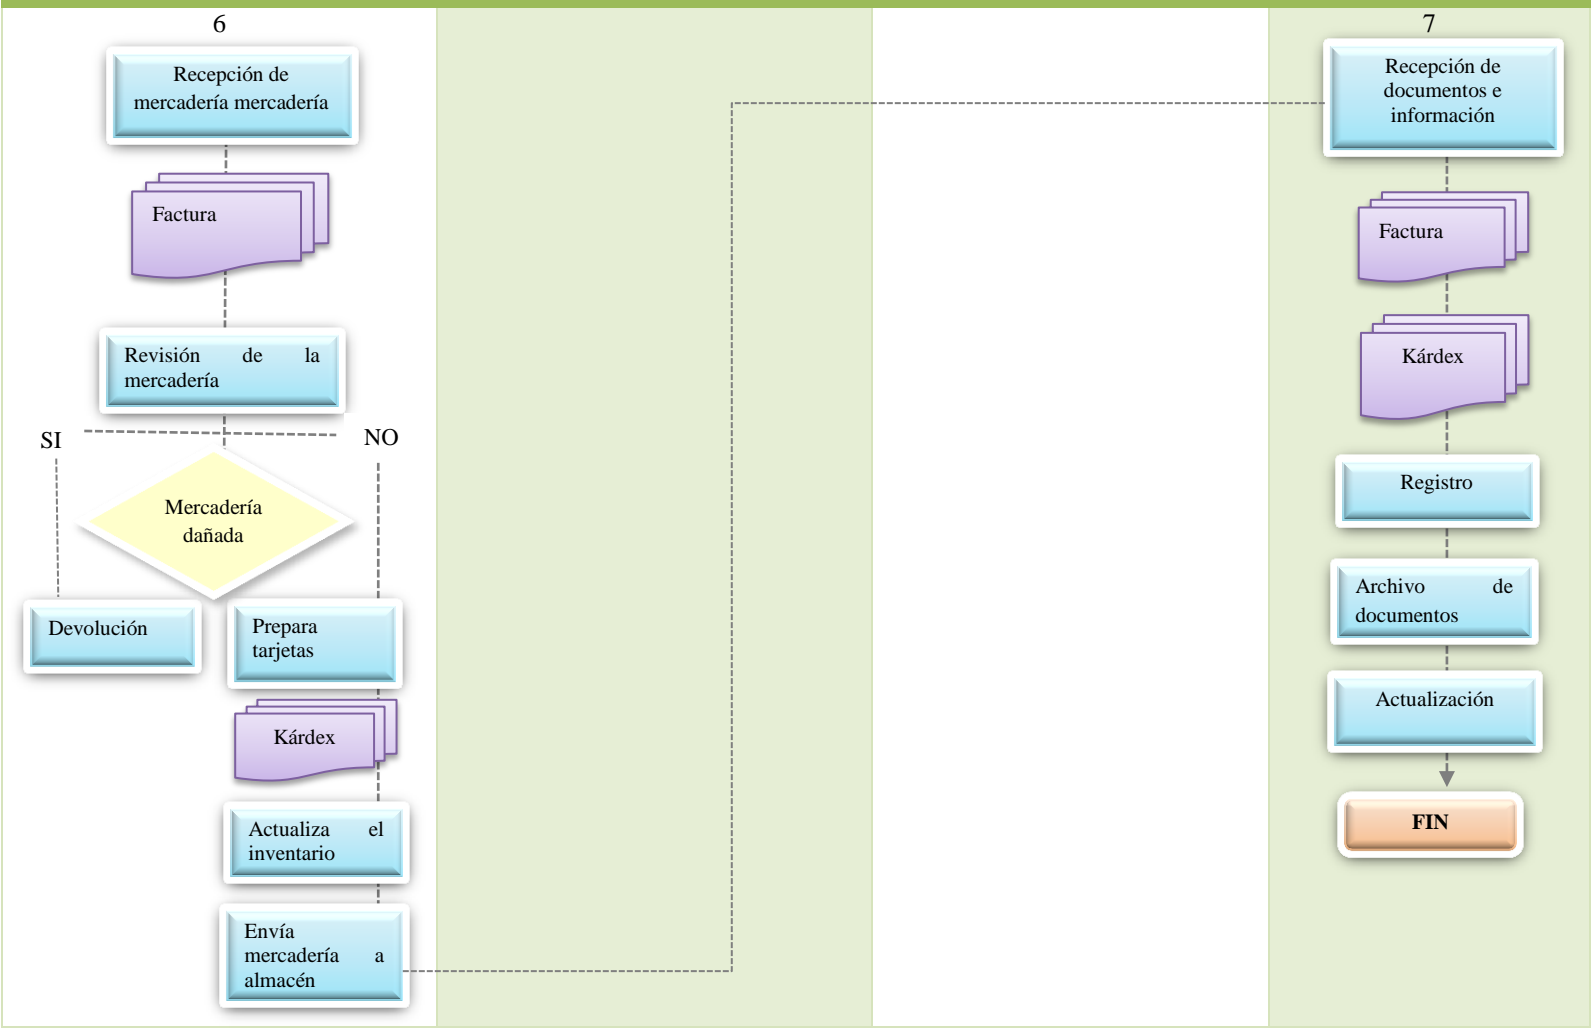 6
Recepción de
mercadería mercadería
Factura
Revisión de la
mercadería
SI
NO
Mercadería
dañada
Devolución
Prepara
tarjetas
Kárdex
Actualiza el
inventario
Envía
mercadería a
almacén
7
Recepción de
documentos e
información
Factura
Kárdex
Registro
Archivo de
documentos
Actualización
FIN